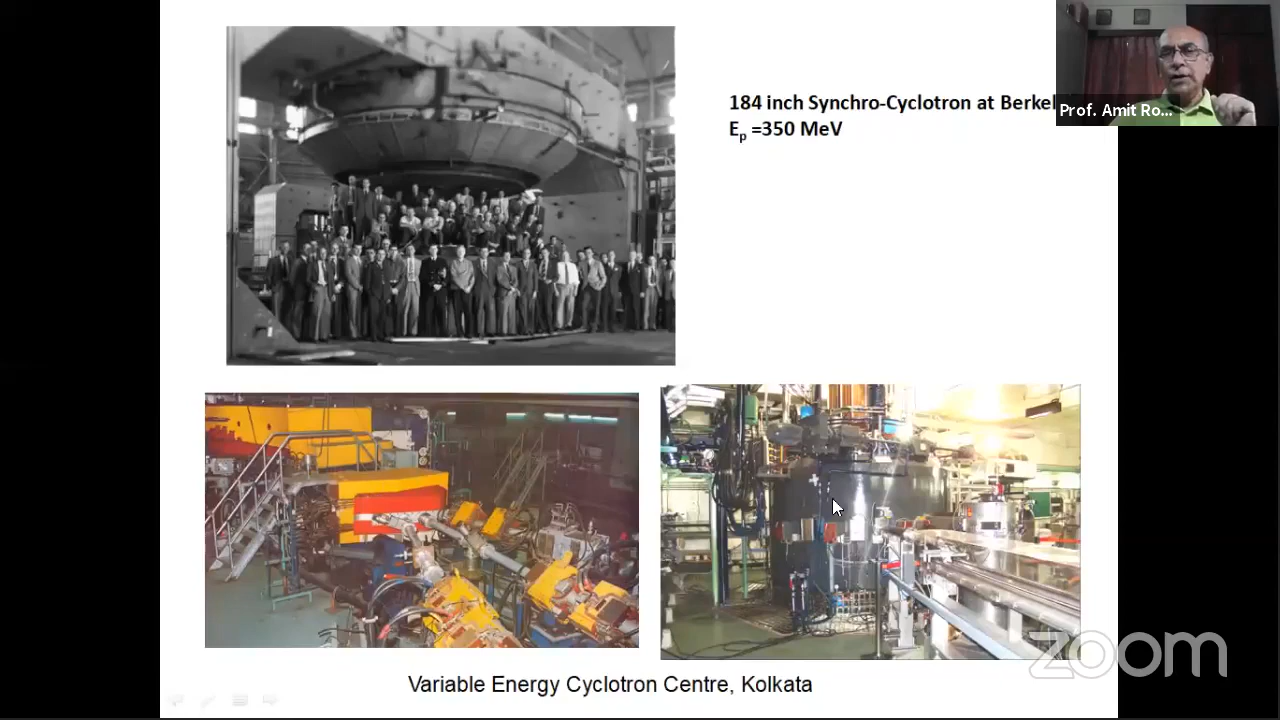 184 inch Synchro-Cyclotron at Berkel
Eₚ =350 MeV
Prof. Amit Ro...
Variable Energy Cyclotron Centre, Kolkata
zoom